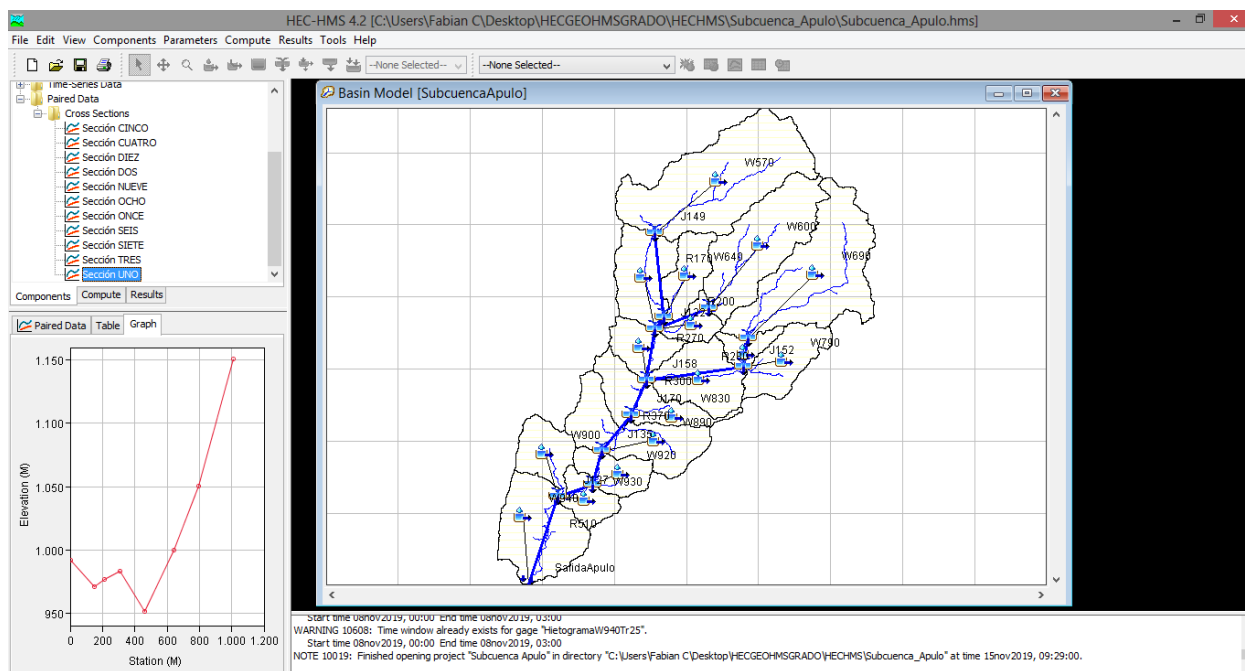 HEC-HMS 4.2 [C:\Users\Fabian C\Desktop\HECGEOHMSGRADO\HECHMS\Subcuenca_Apulo\Subcuenca_Apulo.hms]
File Edit View Components Parameters Compute Results Tools Help
--None Selected--
--None Selected--
Time-Series Data
Paired Data
Cross Sections
Sección CINCO
Sección CUATRO
Sección DIEZ
Sección DOS
Sección NUEVE
Sección OCHO
Sección ONCE
Sección SEIS
Sección SIETE
Sección TRES
Sección UNO
Components Compute Results
Paired Data Table Graph
1.150
1.100
1.050
1.000
950
Elevation (M)
0 200 400 600 800 1.000 1.200
Station (M)
Basin Model [SubcuencaApulo]
W570
J149
W600
R170 W640
W690
R270
W790
J152
J158
R300
W830
J170
R370
W890
W900
J135
W920
W930
R510
SalidaApulo
Start time 08nov2019, 00:00 End time 08nov2019, 03:00
WARNING 10608: Time window already exists for gage "HietogramaW940Tr25".
Start time 08nov2019, 00:00 End time 08nov2019, 03:00
NOTE 10019: Finished opening project "Subcuenca Apulo" in directory "C:\Users\Fabian C\Desktop\HECGEOHMSGRADO\HECHMS\Subcuenca_Apulo" at time 15nov2019, 09:29:00.